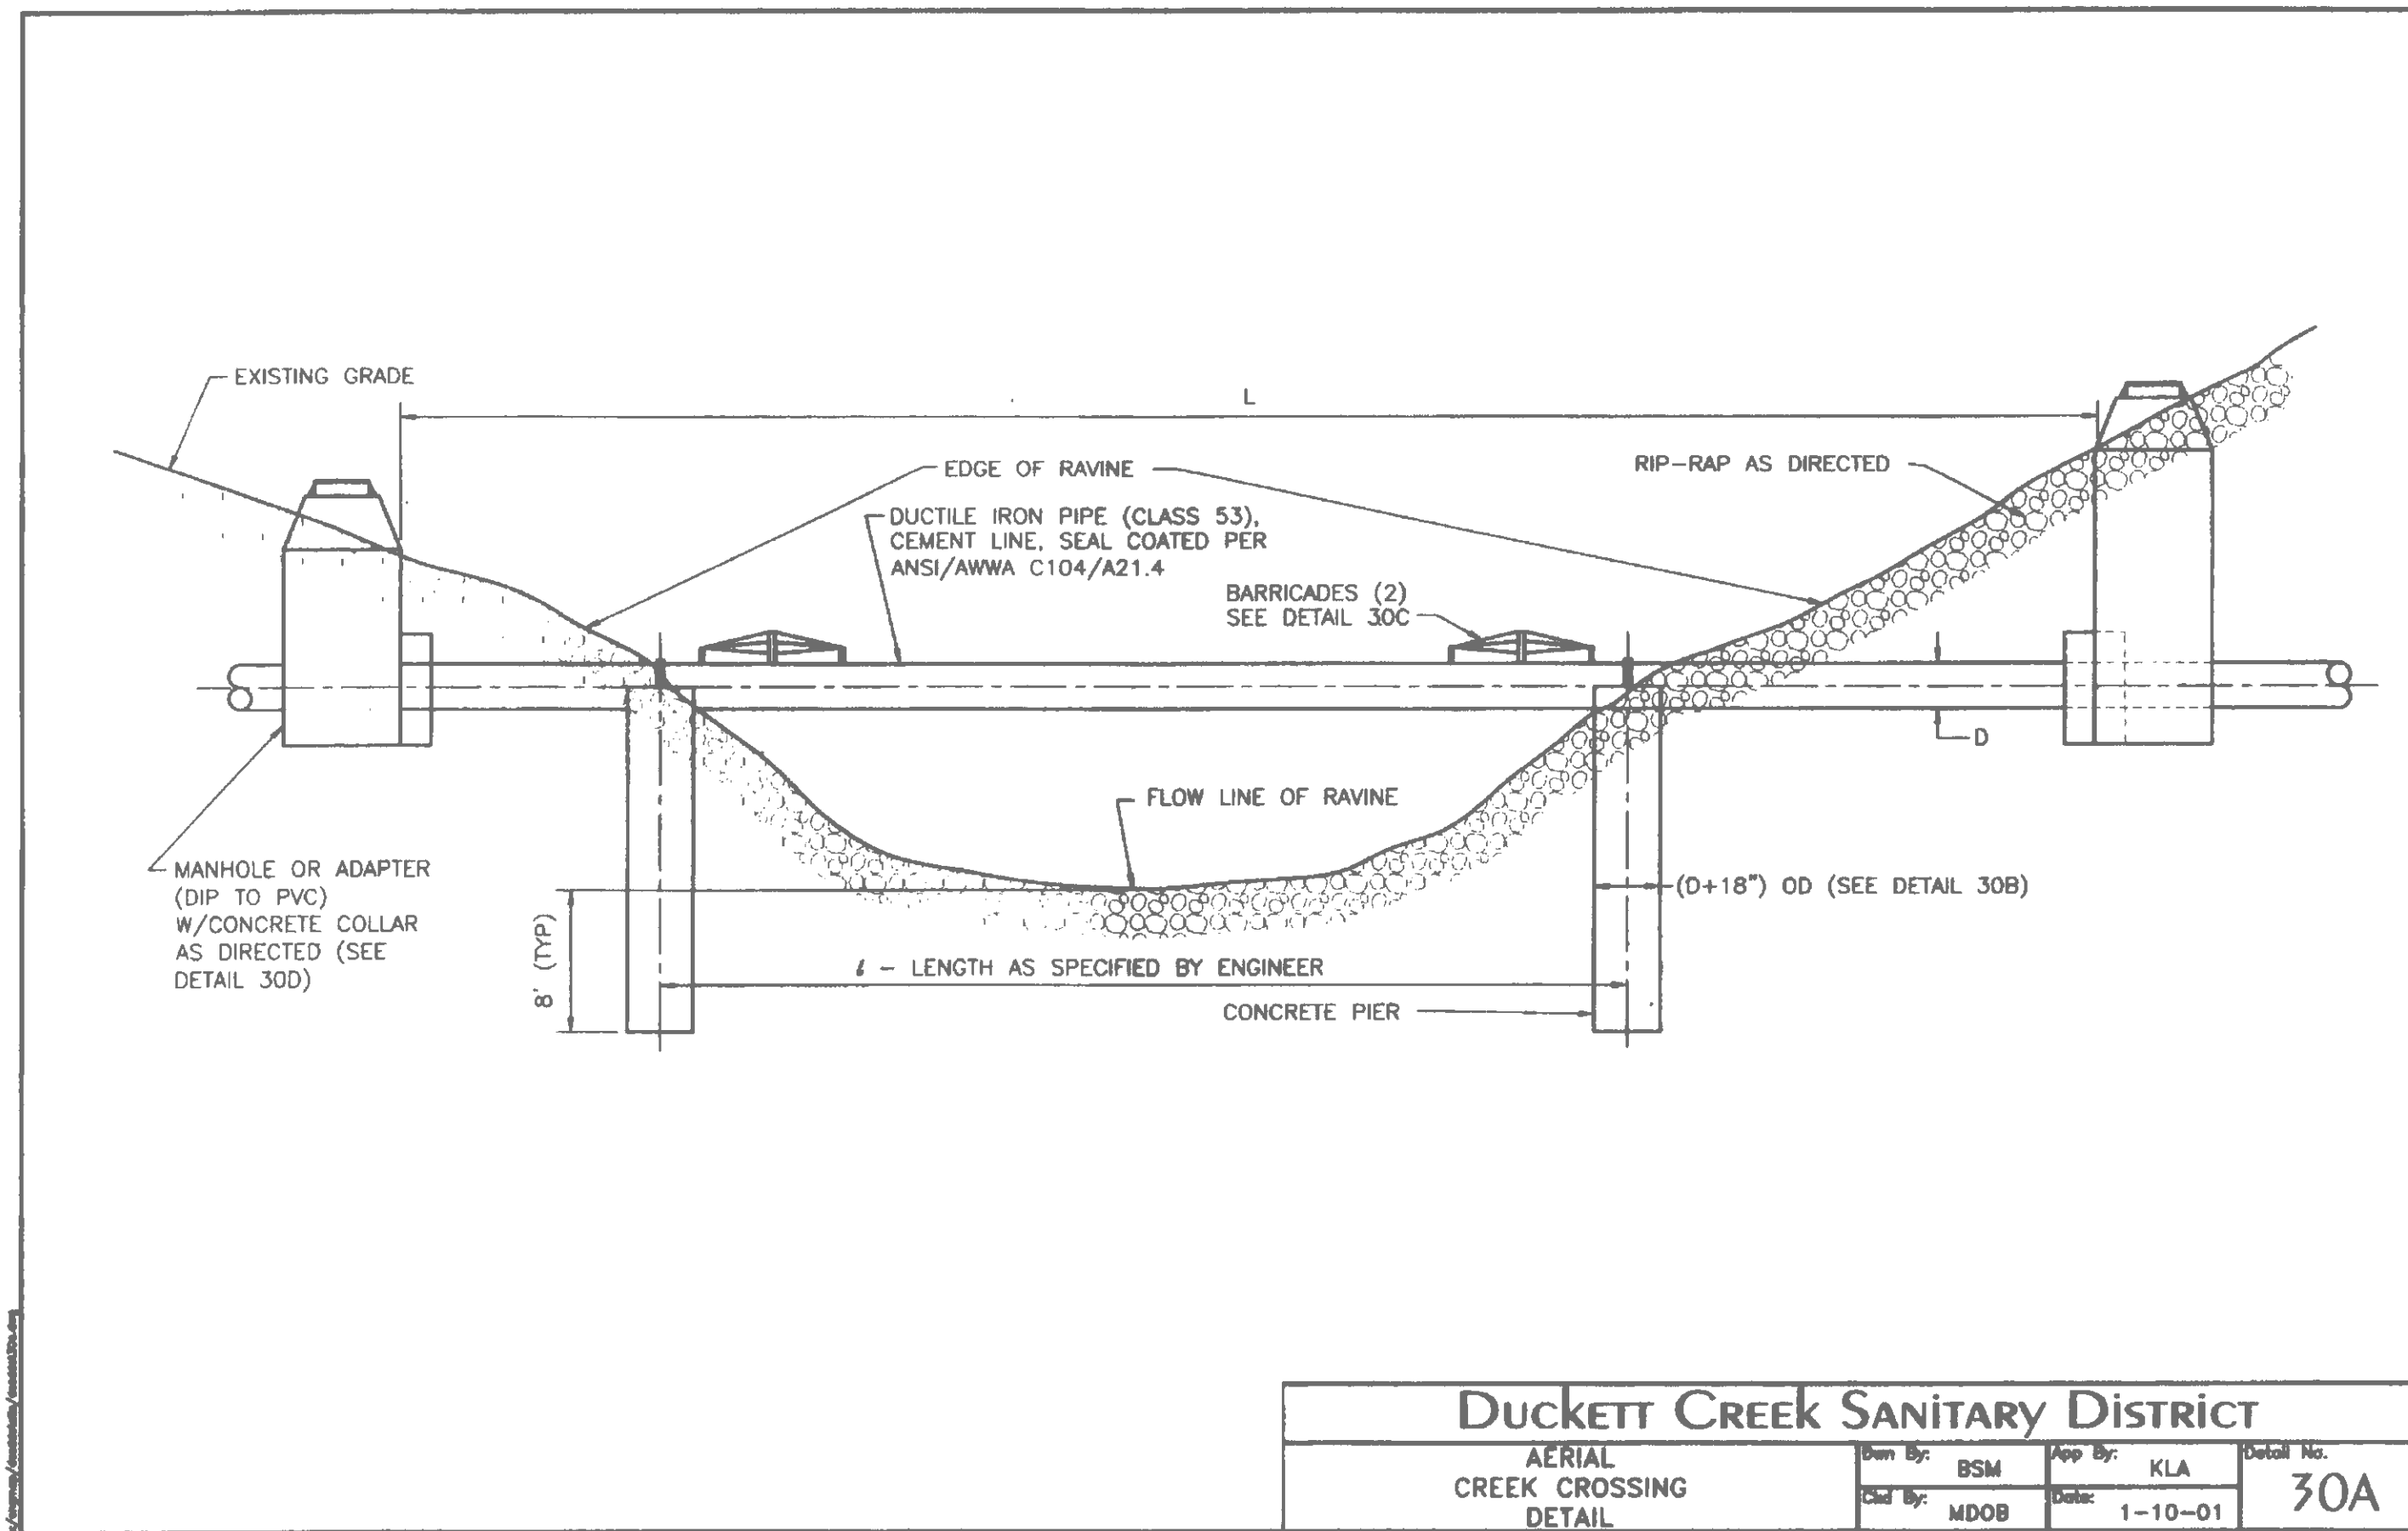 EXISTING GRADE
L
EDGE OF RAVINE
RIP-RAP AS DIRECTED
DUCTILE IRON PIPE (CLASS 53),
CEMENT LINE, SEAL COATED PER
ANSI/AWWA C104/A21.4
BARRICADES (2)
SEE DETAIL 30C
D
FLOW LINE OF RAVINE
MANHOLE OR ADAPTER
(DIP TO PVC)
W/CONCRETE COLLAR
AS DIRECTED (SEE
DETAIL 30D)
(D+18") OD (SEE DETAIL 30B)
8' (TYP)
ℓ - LENGTH AS SPECIFIED BY ENGINEER
CONCRETE PIER
Duckett Creek Sanitary District
AERIAL
CREEK CROSSING
DETAIL
Dwn By: BSM
App By: KLA
Detail No.
30A
Ckd By: MDOB
Date: 1-10-01